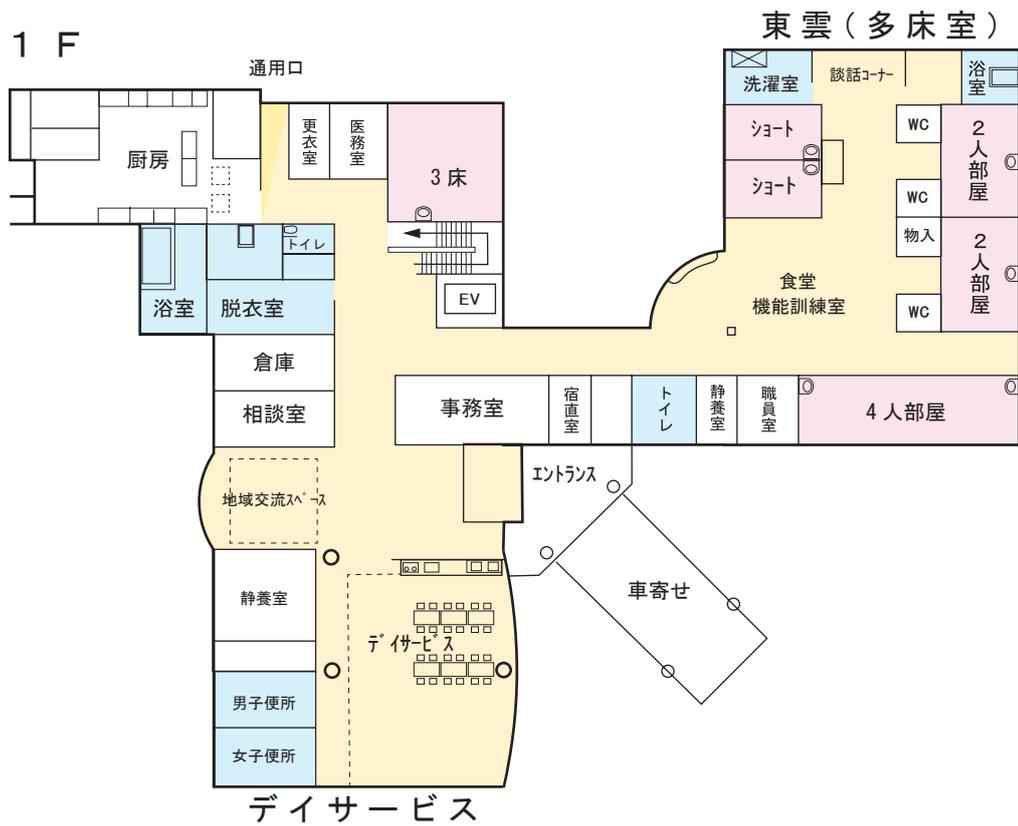 東雲(多床室)
1 F
通用口
洗濯室
談話コーナー
浴室
厨房
更衣室
医務室
3床
ショート
WC
2人部屋
ショート
WC
物入
2人部屋
トイレ
EV
食堂
機能訓練室
WC
浴室
脱衣室
倉庫
相談室
事務室
宿直室
トイレ
静養室
職員室
4人部屋
エントランス
地域交流スペース
静養室
車寄せ
デイサービス
男子便所
女子便所
デイサービス